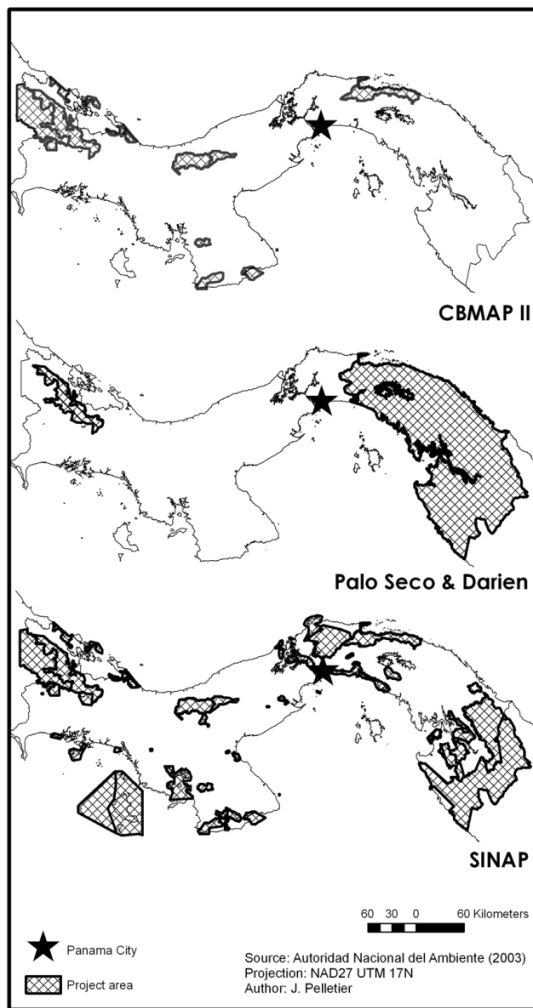 CBMAP II
Palo Seco & Darien
SINAP
60 30 0 60 Kilometers
Panama City
Project area
Source: Autoridad Nacional del Ambiente (2003)
Projection: NAD27 UTM 17N
Author: J. Pelletier